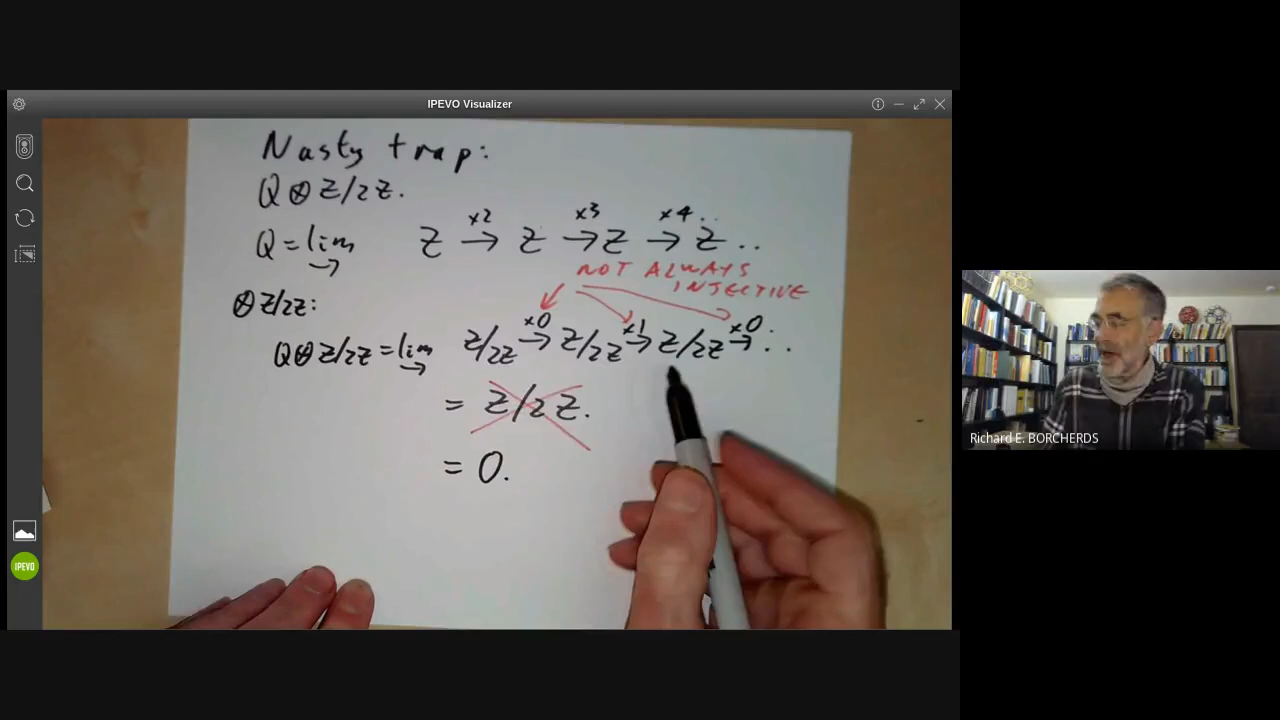 IPEVO Visualizer
Nasty trap:
Q ⊗ Z/2Z.
Q = lim → Z ×2→ Z ×3→ Z ×4→ Z ..
NOT ALWAYS
INJECTIVE
⊗ Z/2Z:
Q⊗Z/2Z = lim → Z/2Z ×0→ Z/2Z ×1→ Z/2Z ×0→ ...
= Z/2Z.
= 0.
IPEVO
Richard E. BORCHERDS